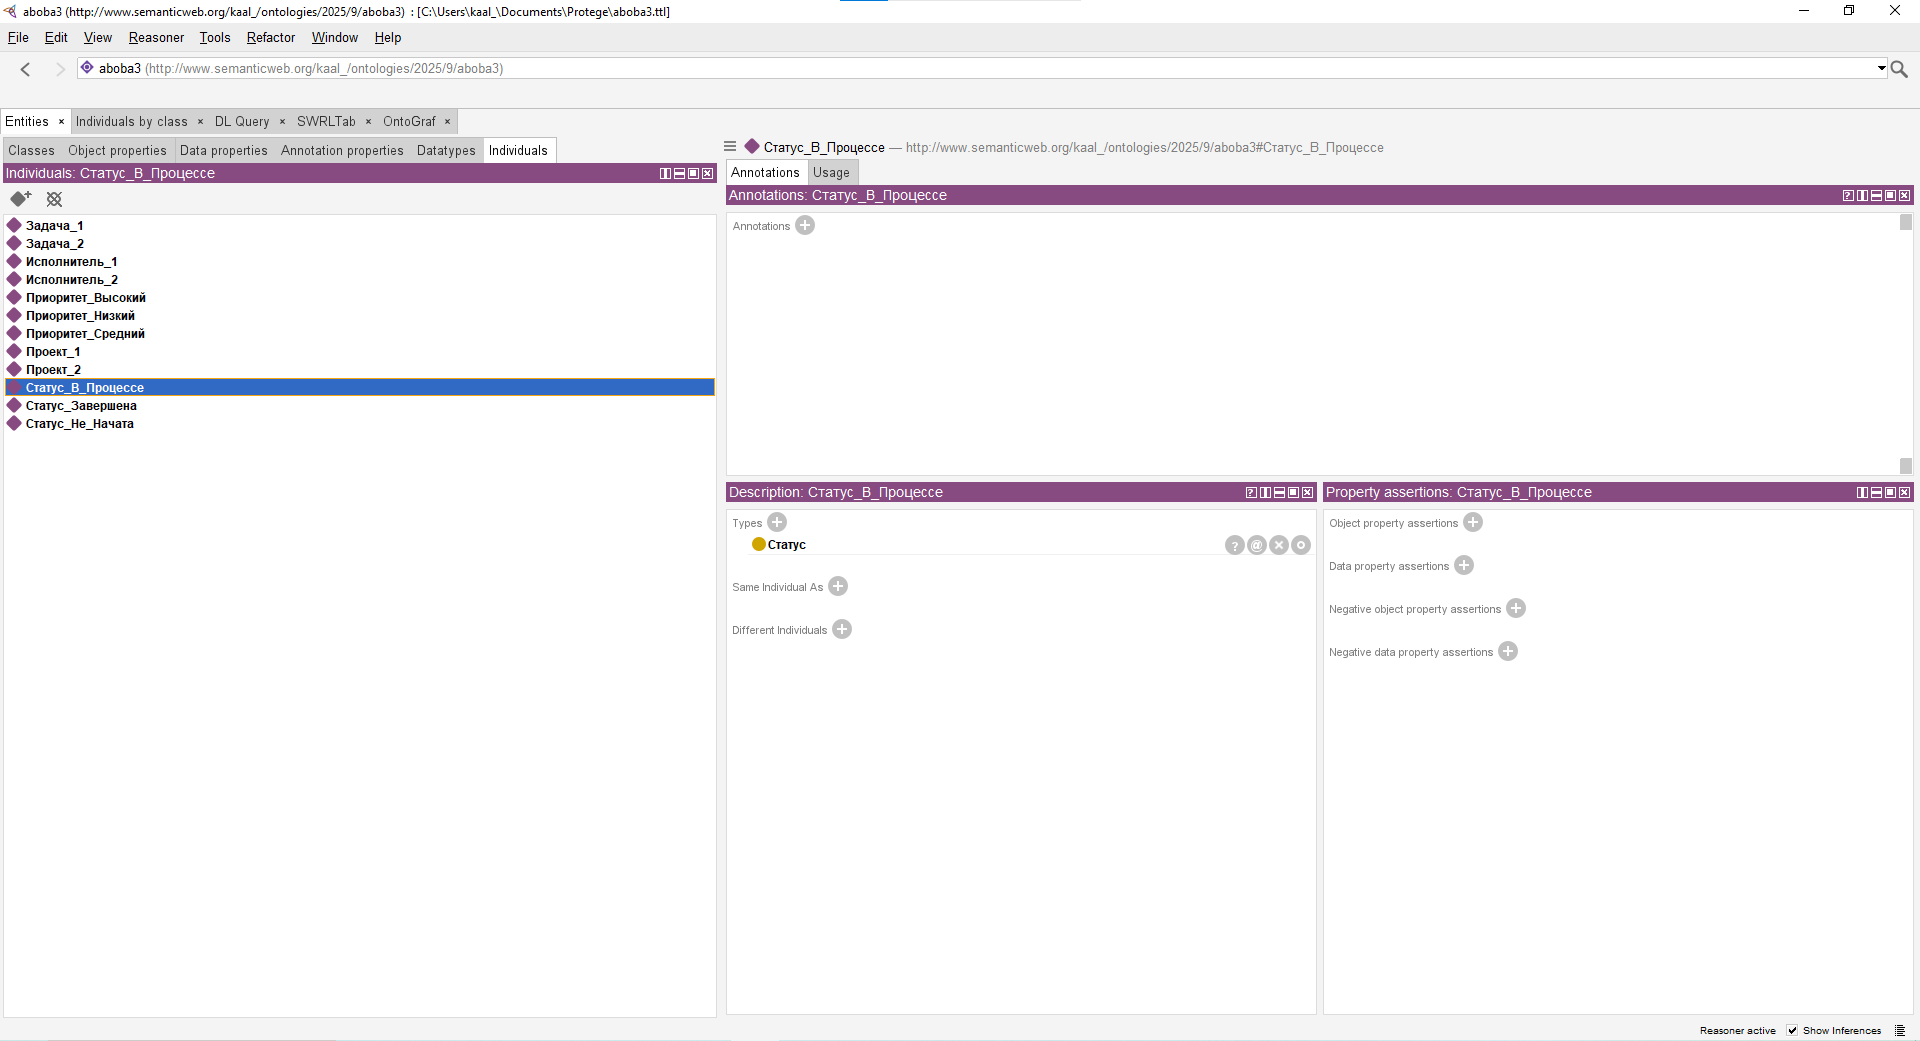 aboba3 (http://www.semanticweb.org/kaal_/ontologies/2025/9/aboba3) : [C:\Users\kaal_\Documents\Protege\aboba3.ttl]
File Edit View Reasoner Tools Refactor Window Help
aboba3 (http://www.semanticweb.org/kaal_/ontologies/2025/9/aboba3)
Entities × Individuals by class × DL Query × SWRLTab × OntoGraf ×
Classes Object properties Data properties Annotation properties Datatypes Individuals
Individuals: Статус_В_Процессе
Задача_1
Задача_2
Исполнитель_1
Исполнитель_2
Приоритет_Высокий
Приоритет_Низкий
Приоритет_Средний
Проект_1
Проект_2
Статус_В_Процессе
Статус_Завершена
Статус_Не_Начата
Статус_В_Процессе — http://www.semanticweb.org/kaal_/ontologies/2025/9/aboba3#Статус_В_Процессе
Annotations Usage
Annotations: Статус_В_Процессе
Annotations
Description: Статус_В_Процессе
Types
Статус
Same Individual As
Different Individuals
Property assertions: Статус_В_Процессе
Object property assertions
Data property assertions
Negative object property assertions
Negative data property assertions
Reasoner active Show Inferences